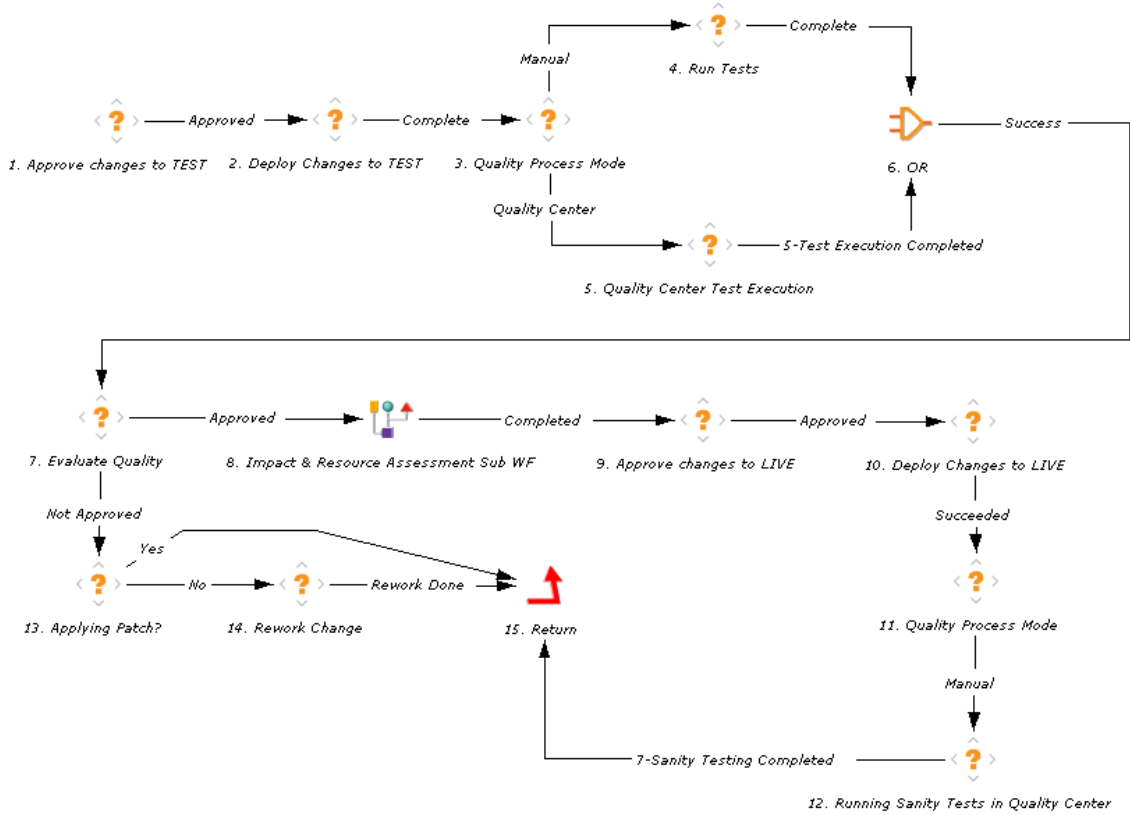 Complete
Manual
4. Run Tests
Approved
Complete
Success
1. Approve changes to TEST
2. Deploy Changes to TEST
3. Quality Process Mode
6. OR
Quality Center
5-Test Execution Completed
5. Quality Center Test Execution
Approved
Completed
Approved
7. Evaluate Quality
8. Impact & Resource Assessment Sub WF
9. Approve changes to LIVE
10. Deploy Changes to LIVE
Not Approved
Succeeded
Yes
No
Rework Done
13. Applying Patch?
14. Rework Change
15. Return
11. Quality Process Mode
Manual
7-Sanity Testing Completed
12. Running Sanity Tests in Quality Center